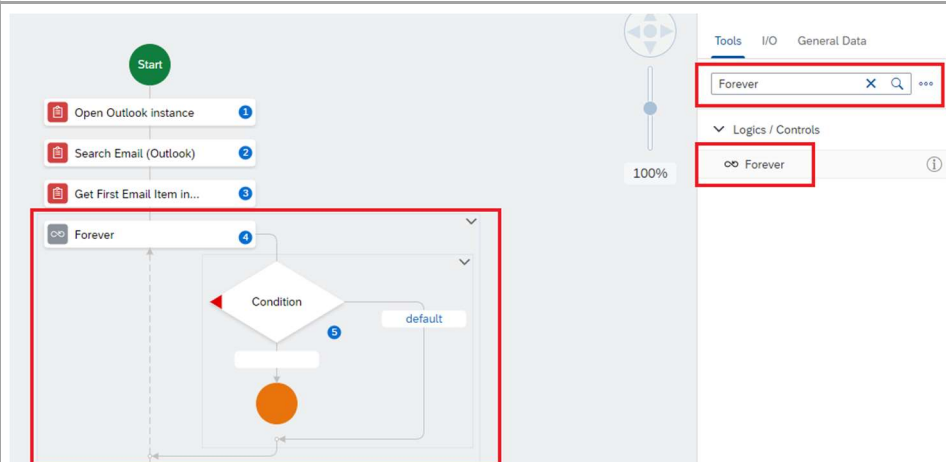 Start
Open Outlook instance 1
Search Email (Outlook) 2
Get First Email Item in... 3
Forever 4
Condition
5
default
100%
Tools I/O General Data
Forever
Logics / Controls
Forever